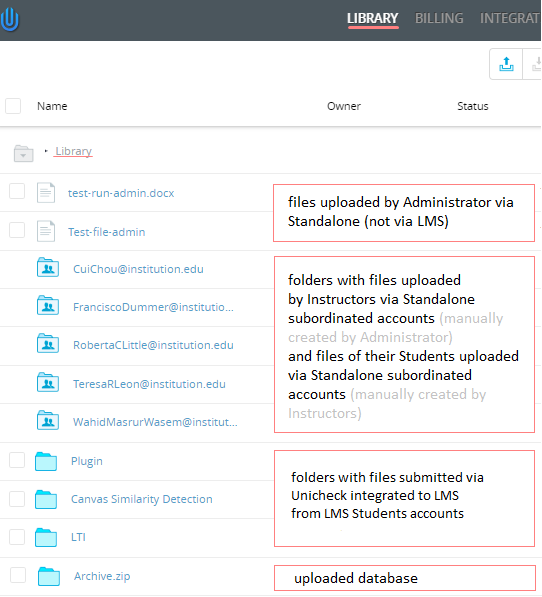 LIBRARY BILLING INTEGRAT
Name Owner Status
Library
test-run-admin.docx
Test-file-admin
files uploaded by Administrator via
Standalone (not via LMS)
CuiChou@institution.edu
FranciscoDummer@institutio...
RobertaCLittle@institution.edu
TeresaRLeon@institution.edu
WahidMasrurWasem@institut...
folders with files uploaded
by Instructors via Standalone
subordinated accounts (manually
created by Administrator)
and files of their Students uploaded
via Standalone subordinated
accounts (manually created by
Instructors)
Plugin
Canvas Similarity Detection
LTI
folders with files submitted via
Unicheck integrated to LMS
from LMS Students accounts
Archive.zip
uploaded database